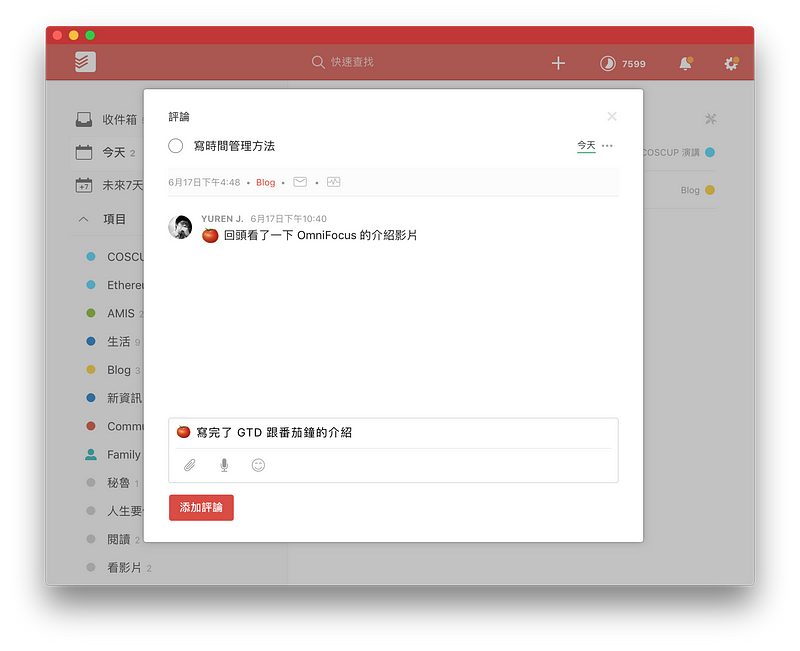 快速查找
7599
收件箱
今天 2
未來7天
項目
COSCU
Ethere
AMIS 2
生活 9
Blog 3
新資訊
Commu
Family
秘魯 1
人生要
閱讀 2
看影片 2
COSCUP 演講
Blog
評論
寫時間管理方法
今天
6月17日下午4:48 • Blog • •
YUREN J. 6月17日下午10:40
🍅 回頭看了一下 OmniFocus 的介紹影片
🍅 寫完了 GTD 跟番茄鐘的介紹
添加評論